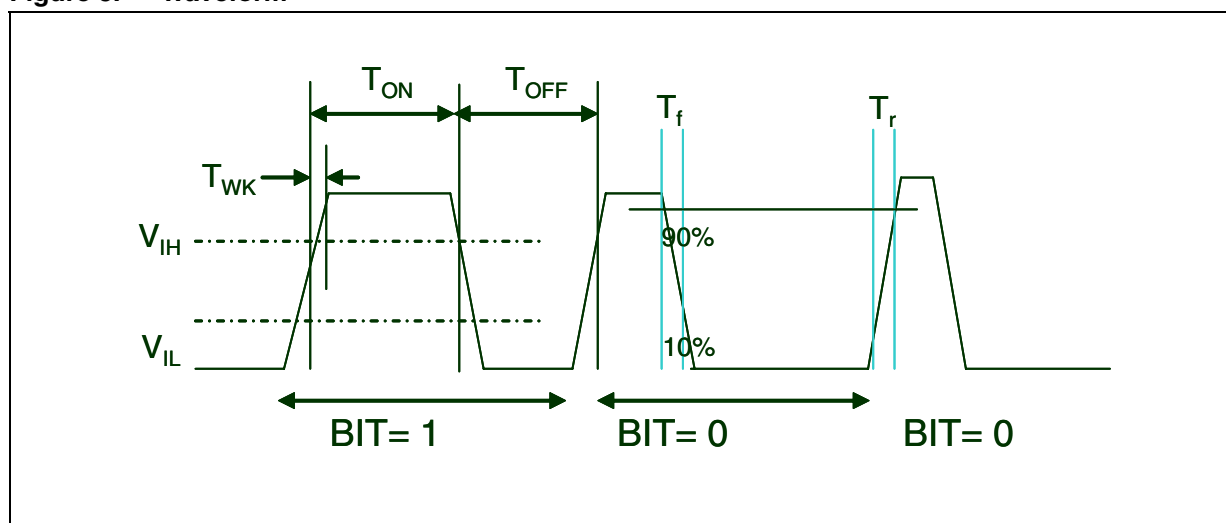 T_ON T_OFF
T_f T_r
T_WK
V_IH
90%
V_IL
10%
BIT= 1 BIT= 0 BIT= 0